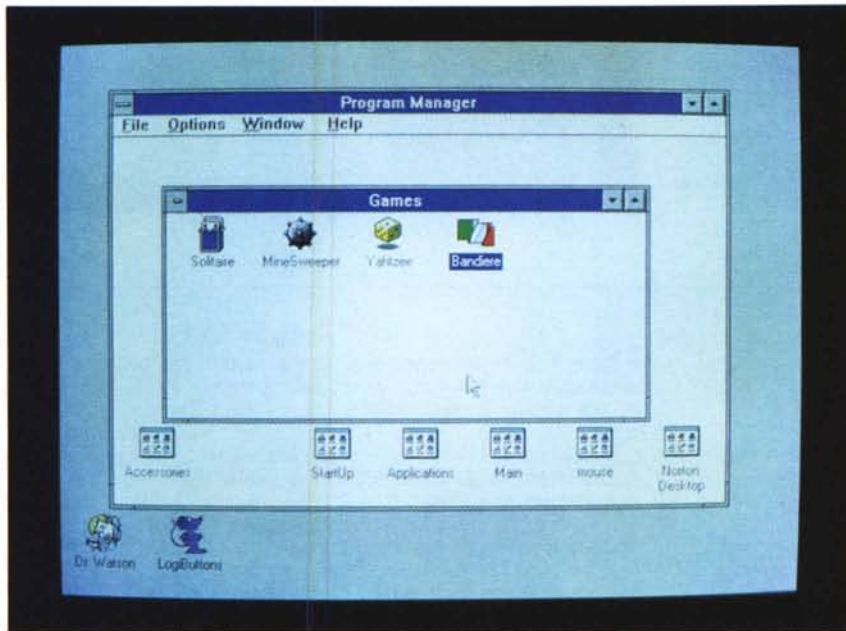 Program Manager
File Options Window Help
Games
Solitaire MineSweeper Yahtzee Bandiere
Accessories StartUp Applications Main mouse Norton Desktop
Dr Watson LogiButtons